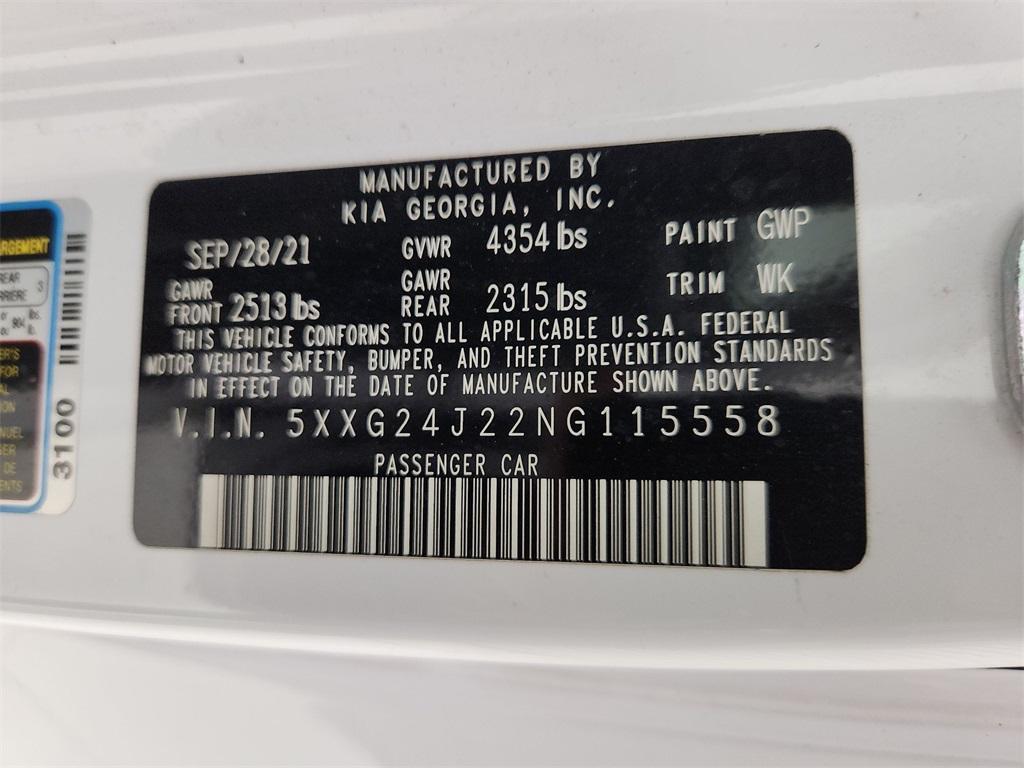 MANUFACTURED BY
KIA GEORGIA, INC.
SEP/28/21 GVWR 4354 lbs PAINT GWP
GAWR FRONT 2513 lbs GAWR REAR 2315 lbs TRIM WK
THIS VEHICLE CONFORMS TO ALL APPLICABLE U.S.A. FEDERAL
MOTOR VEHICLE SAFETY, BUMPER, AND THEFT PREVENTION STANDARDS
IN EFFECT ON THE DATE OF MANUFACTURE SHOWN ABOVE.
V.I.N. 5XXG24J22NG115558
PASSENGER CAR
3100